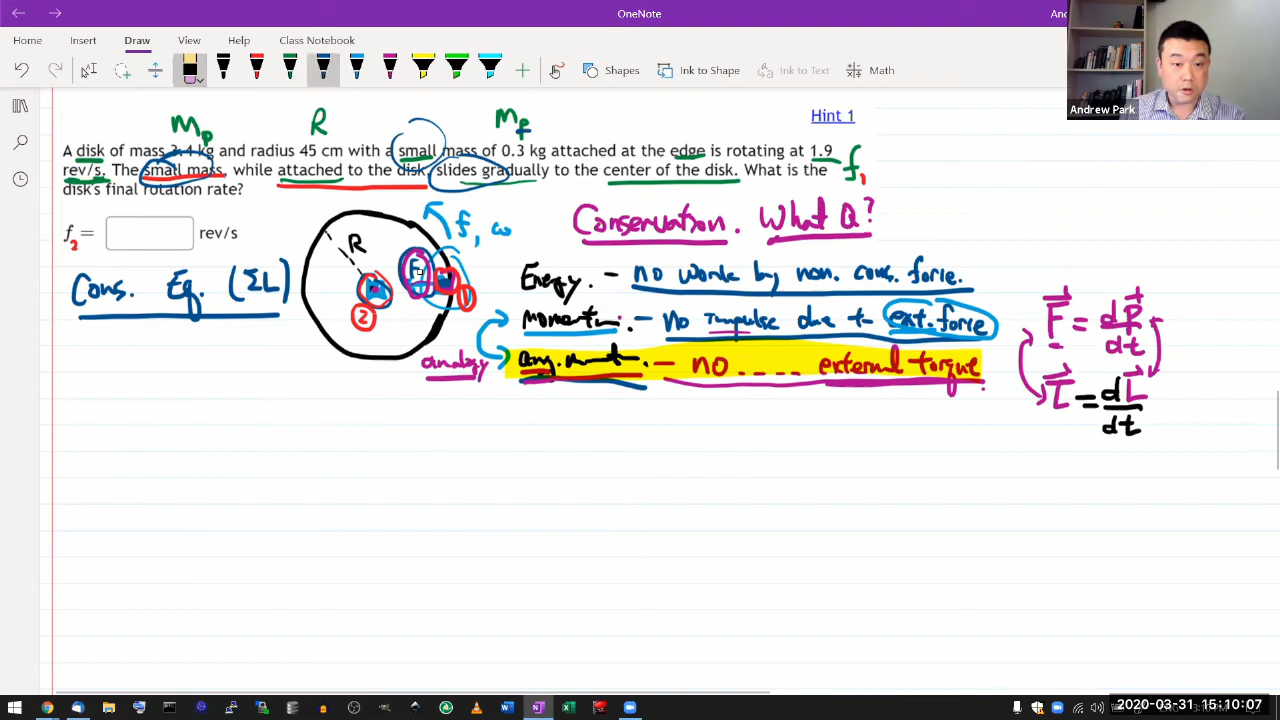 OneNote
Home Insert Draw View Help Class Notebook
Shapes Ink to Shape Ink to Text Math
Andrew Park
Hint 1
R
A disk of mass 3.4 kg and radius 45 cm with a small mass of 0.3 kg attached at the edge is rotating at 1.9
rev/s. The small mass, while attached to the disk, slides gradually to the center of the disk. What is the
disk's final rotation rate?
f₁
f₂ = rev/s
R
f, ω
Conservation. What Q?
Cons. Eq. (ΣL)
1
2
Energy. - no work by non. cons. force.
momentum. - no impulse due to ext. force
analogy
ang. ment. - no .... external torque
F = dP/dt
= dL/dt
2020-03-31 15:10:07